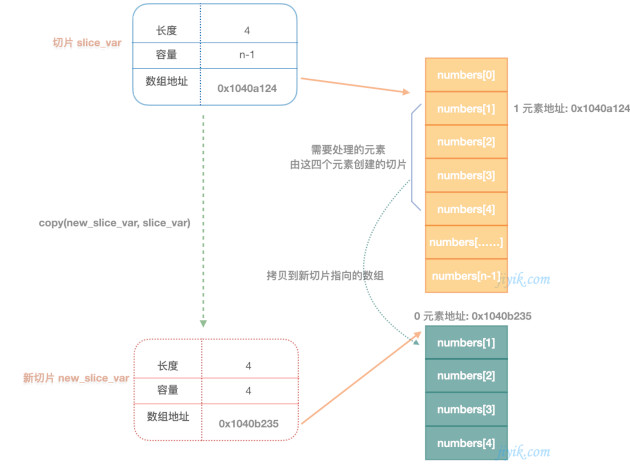 切片 slice_var
长度 4
容量 n-1
数组地址 0x1040a124
numbers[0]
numbers[1]
1 元素地址: 0x1040a124
numbers[2]
numbers[3]
numbers[4]
numbers[……]
numbers[n-1]
jiyik.com
需要处理的元素
由这四个元素创建的切片
copy(new_slice_var, slice_var)
拷贝到新切片指向的数组
0 元素地址: 0x1040b235
新切片 new_slice_var
长度 4
容量 4
数组地址 0x1040b235
numbers[1]
numbers[2]
numbers[3]
numbers[4]
jiyik.com